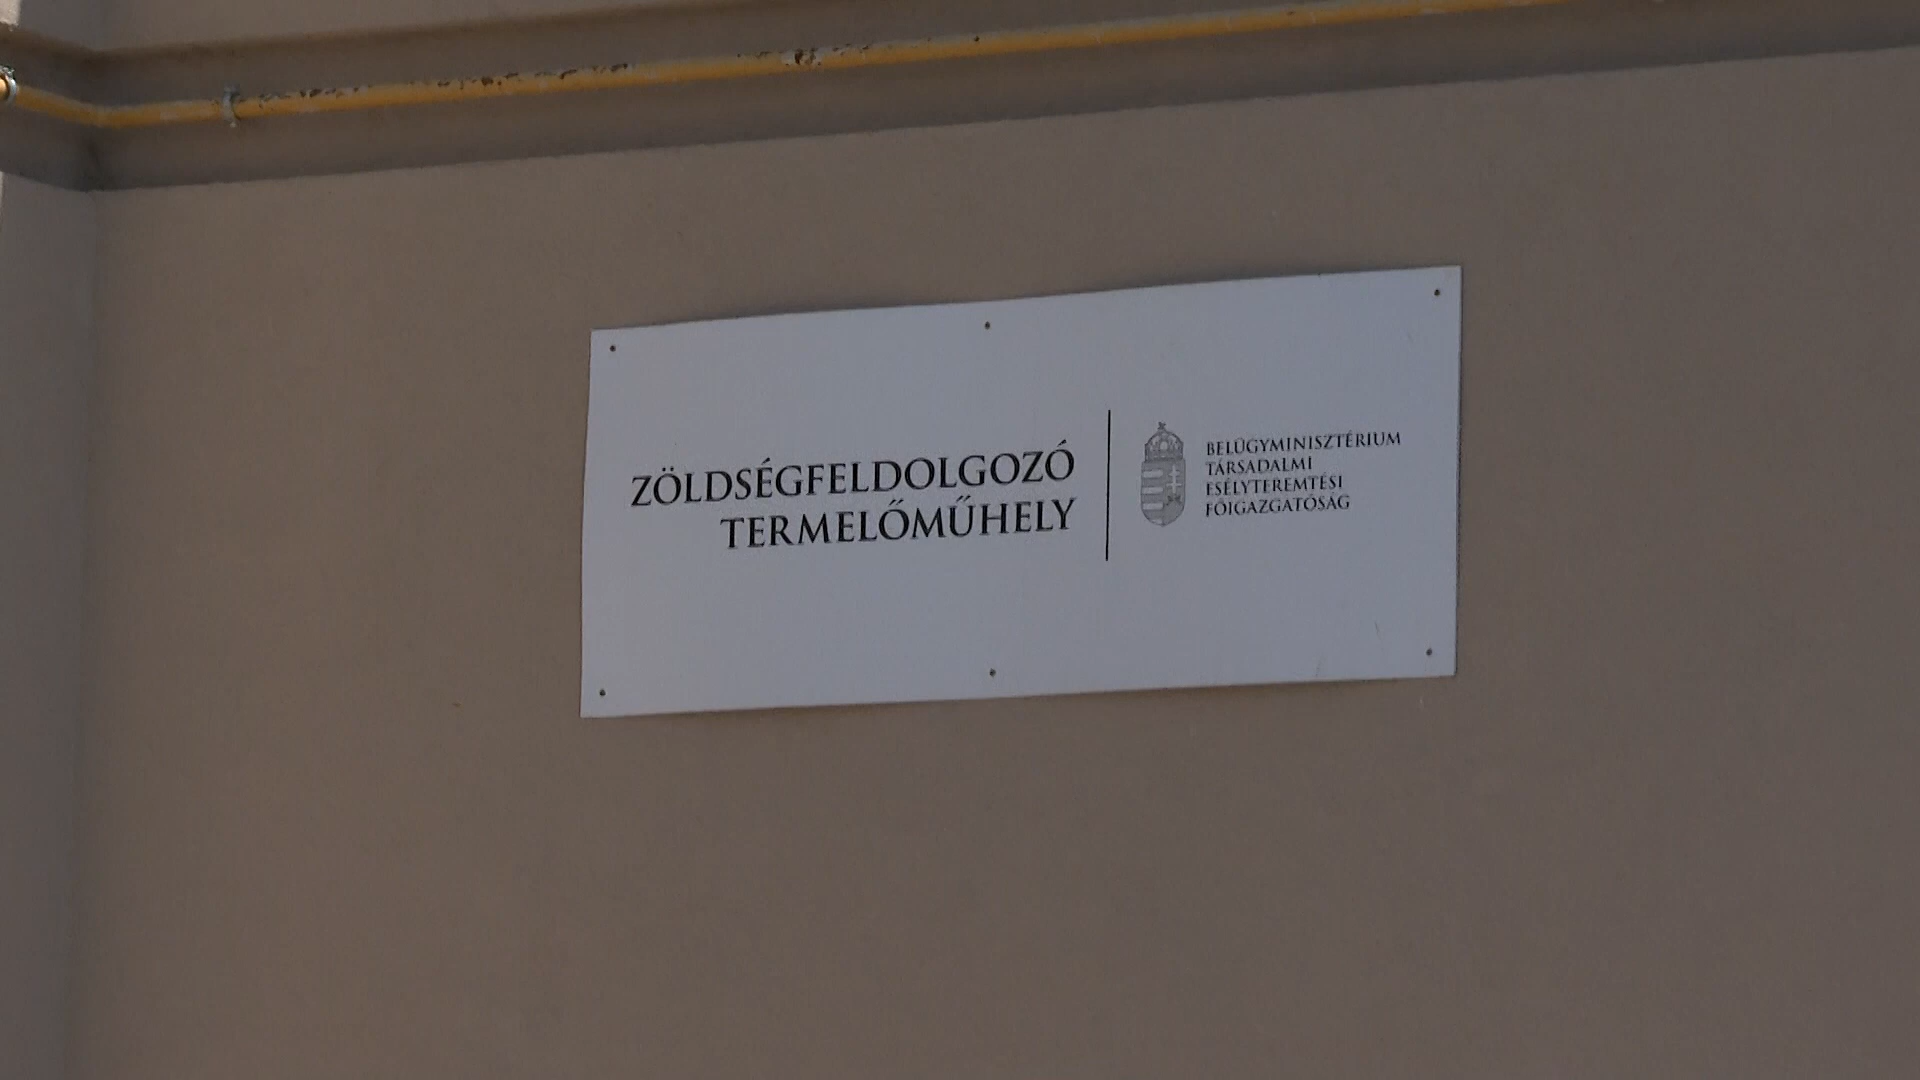 ZÖLDSÉGFELDOLGOZÓ
TERMELŐMŰHELY
BELÜGYMINISZTÉRIUM
TÁRSADALMI
ESÉLYTEREMTÉSI
FŐIGAZGATÓSÁG